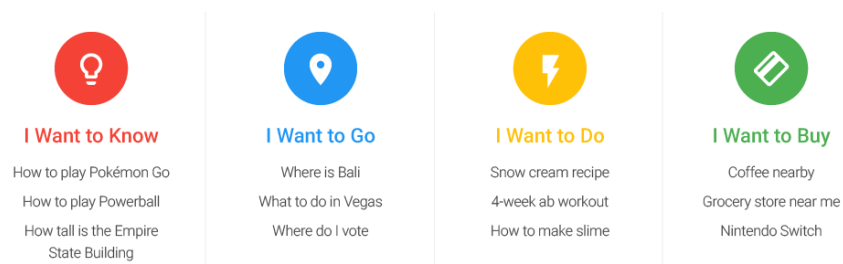 I Want to Know
How to play Pokémon Go
How to play Powerball
How tall is the Empire
State Building
I Want to Go
Where is Bali
What to do in Vegas
Where do I vote
I Want to Do
Snow cream recipe
4-week ab workout
How to make slime
I Want to Buy
Coffee nearby
Grocery store near me
Nintendo Switch